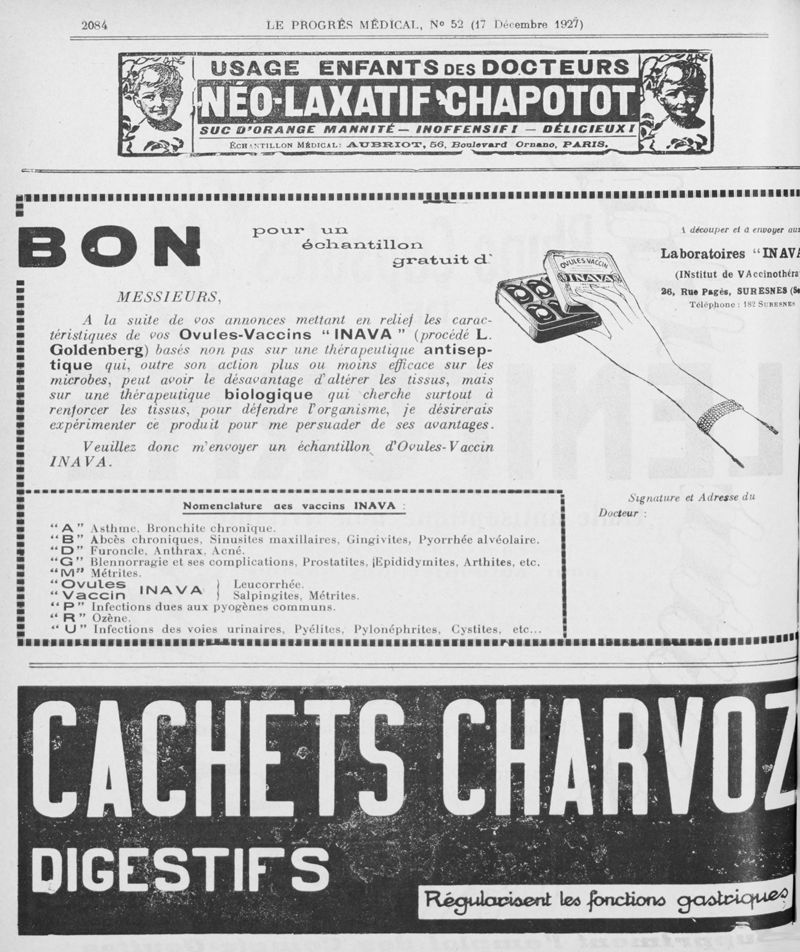 2084 LE PROGRÈS MÉDICAL, No 52 (17 Décembre 1927)
USAGE ENFANTS DES DOCTEURS
NÉO-LAXATIF CHAPOTOT
SUC D'ORANGE MANNITÉ — INOFFENSIF! — DÉLICIEUX!
ÉCHANTILLON MÉDICAL: AUBRIOT, 56, Boulevard Ornano, PARIS.
BON pour un
échantillon
gratuit d'
OVULES VACCIN
INAVA
A découper et à envoyer aux
Laboratoires "INAVA
(INstitut de VAccinothéra
26, Rue Pagès, SURESNES (Se
Téléphone : 182 SURESNES
MESSIEURS,
A la suite de vos annonces mettant en relief les carac-
téristiques de vos Ovules-Vaccins "INAVA" (procédé L.
Goldenberg) basés non pas sur une thérapeutique antisep-
tique qui, outre son action plus ou moins efficace sur les
microbes, peut avoir le désavantage d'altérer les tissus, mais
sur une thérapeutique biologique qui cherche surtout à
renforcer les tissus, pour défendre l'organisme, je désirerais
expérimenter ce produit pour me persuader de ses avantages.
Veuillez donc m'envoyer un échantillon d'Ovules-Vaccin
INAVA.
Signature et Adresse du
Docteur :
Nomenclature des vaccins INAVA :
"A" Asthme, Bronchite chronique.
"B" Abcès chroniques, Sinusites maxillaires, Gingivites, Pyorrhée alvéolaire.
"D" Furoncle, Anthrax, Acné.
"G" Blennorragie et ses complications, Prostatites, Epididymites, Arthites, etc.
"M" Métrites.
"Ovules } Leucorrhée.
"Vaccin INAVA } Salpingites, Métrites.
"P" Infections dues aux pyogènes communs.
"R" Ozène.
"U" Infections des voies urinaires, Pyélites, Pylonéphrites, Cystites, etc...
CACHETS CHARVOZ
DIGESTIFS
Régularisent les fonctions gastriques